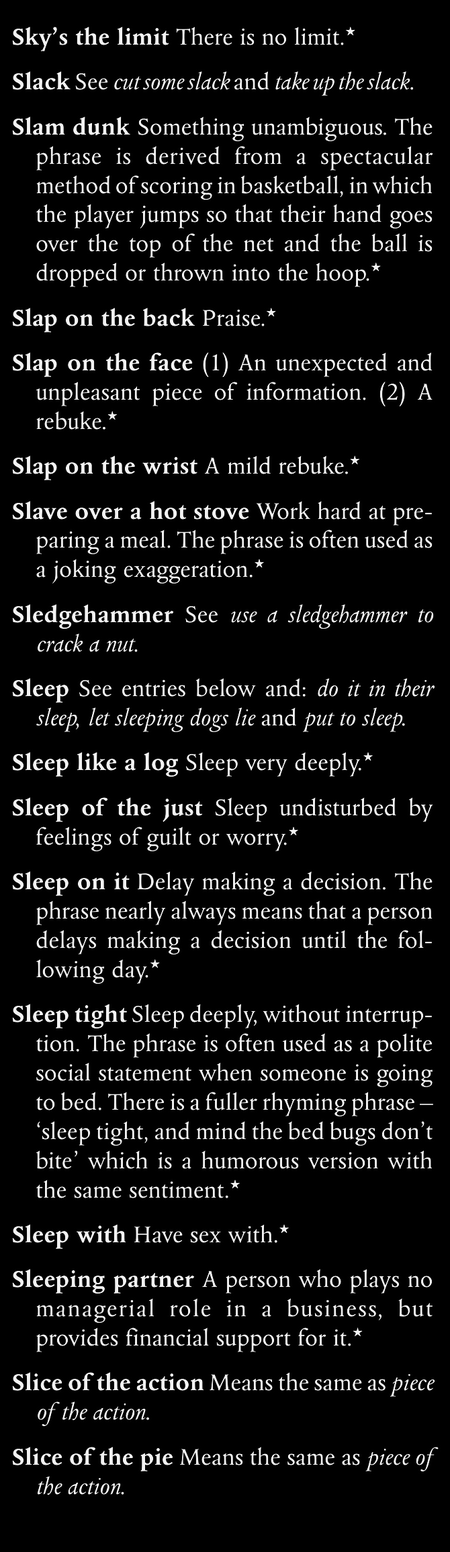 Sky's the limit There is no limit.★
Slack See cut some slack and take up the slack.
Slam dunk Something unambiguous. The
phrase is derived from a spectacular
method of scoring in basketball, in which
the player jumps so that their hand goes
over the top of the net and the ball is
dropped or thrown into the hoop.★
Slap on the back Praise.★
Slap on the face (1) An unexpected and
unpleasant piece of information. (2) A
rebuke.★
Slap on the wrist A mild rebuke.★
Slave over a hot stove Work hard at pre-
paring a meal. The phrase is often used as
a joking exaggeration.★
Sledgehammer See use a sledgehammer to
crack a nut.
Sleep See entries below and: do it in their
sleep, let sleeping dogs lie and put to sleep.
Sleep like a log Sleep very deeply.★
Sleep of the just Sleep undisturbed by
feelings of guilt or worry.★
Sleep on it Delay making a decision. The
phrase nearly always means that a person
delays making a decision until the fol-
lowing day.★
Sleep tight Sleep deeply, without interrup-
tion. The phrase is often used as a polite
social statement when someone is going
to bed. There is a fuller rhyming phrase –
‘sleep tight, and mind the bed bugs don't
bite’ which is a humorous version with
the same sentiment.★
Sleep with Have sex with.★
Sleeping partner A person who plays no
managerial role in a business, but
provides financial support for it.★
Slice of the action Means the same as piece
of the action.
Slice of the pie Means the same as piece of
the action.